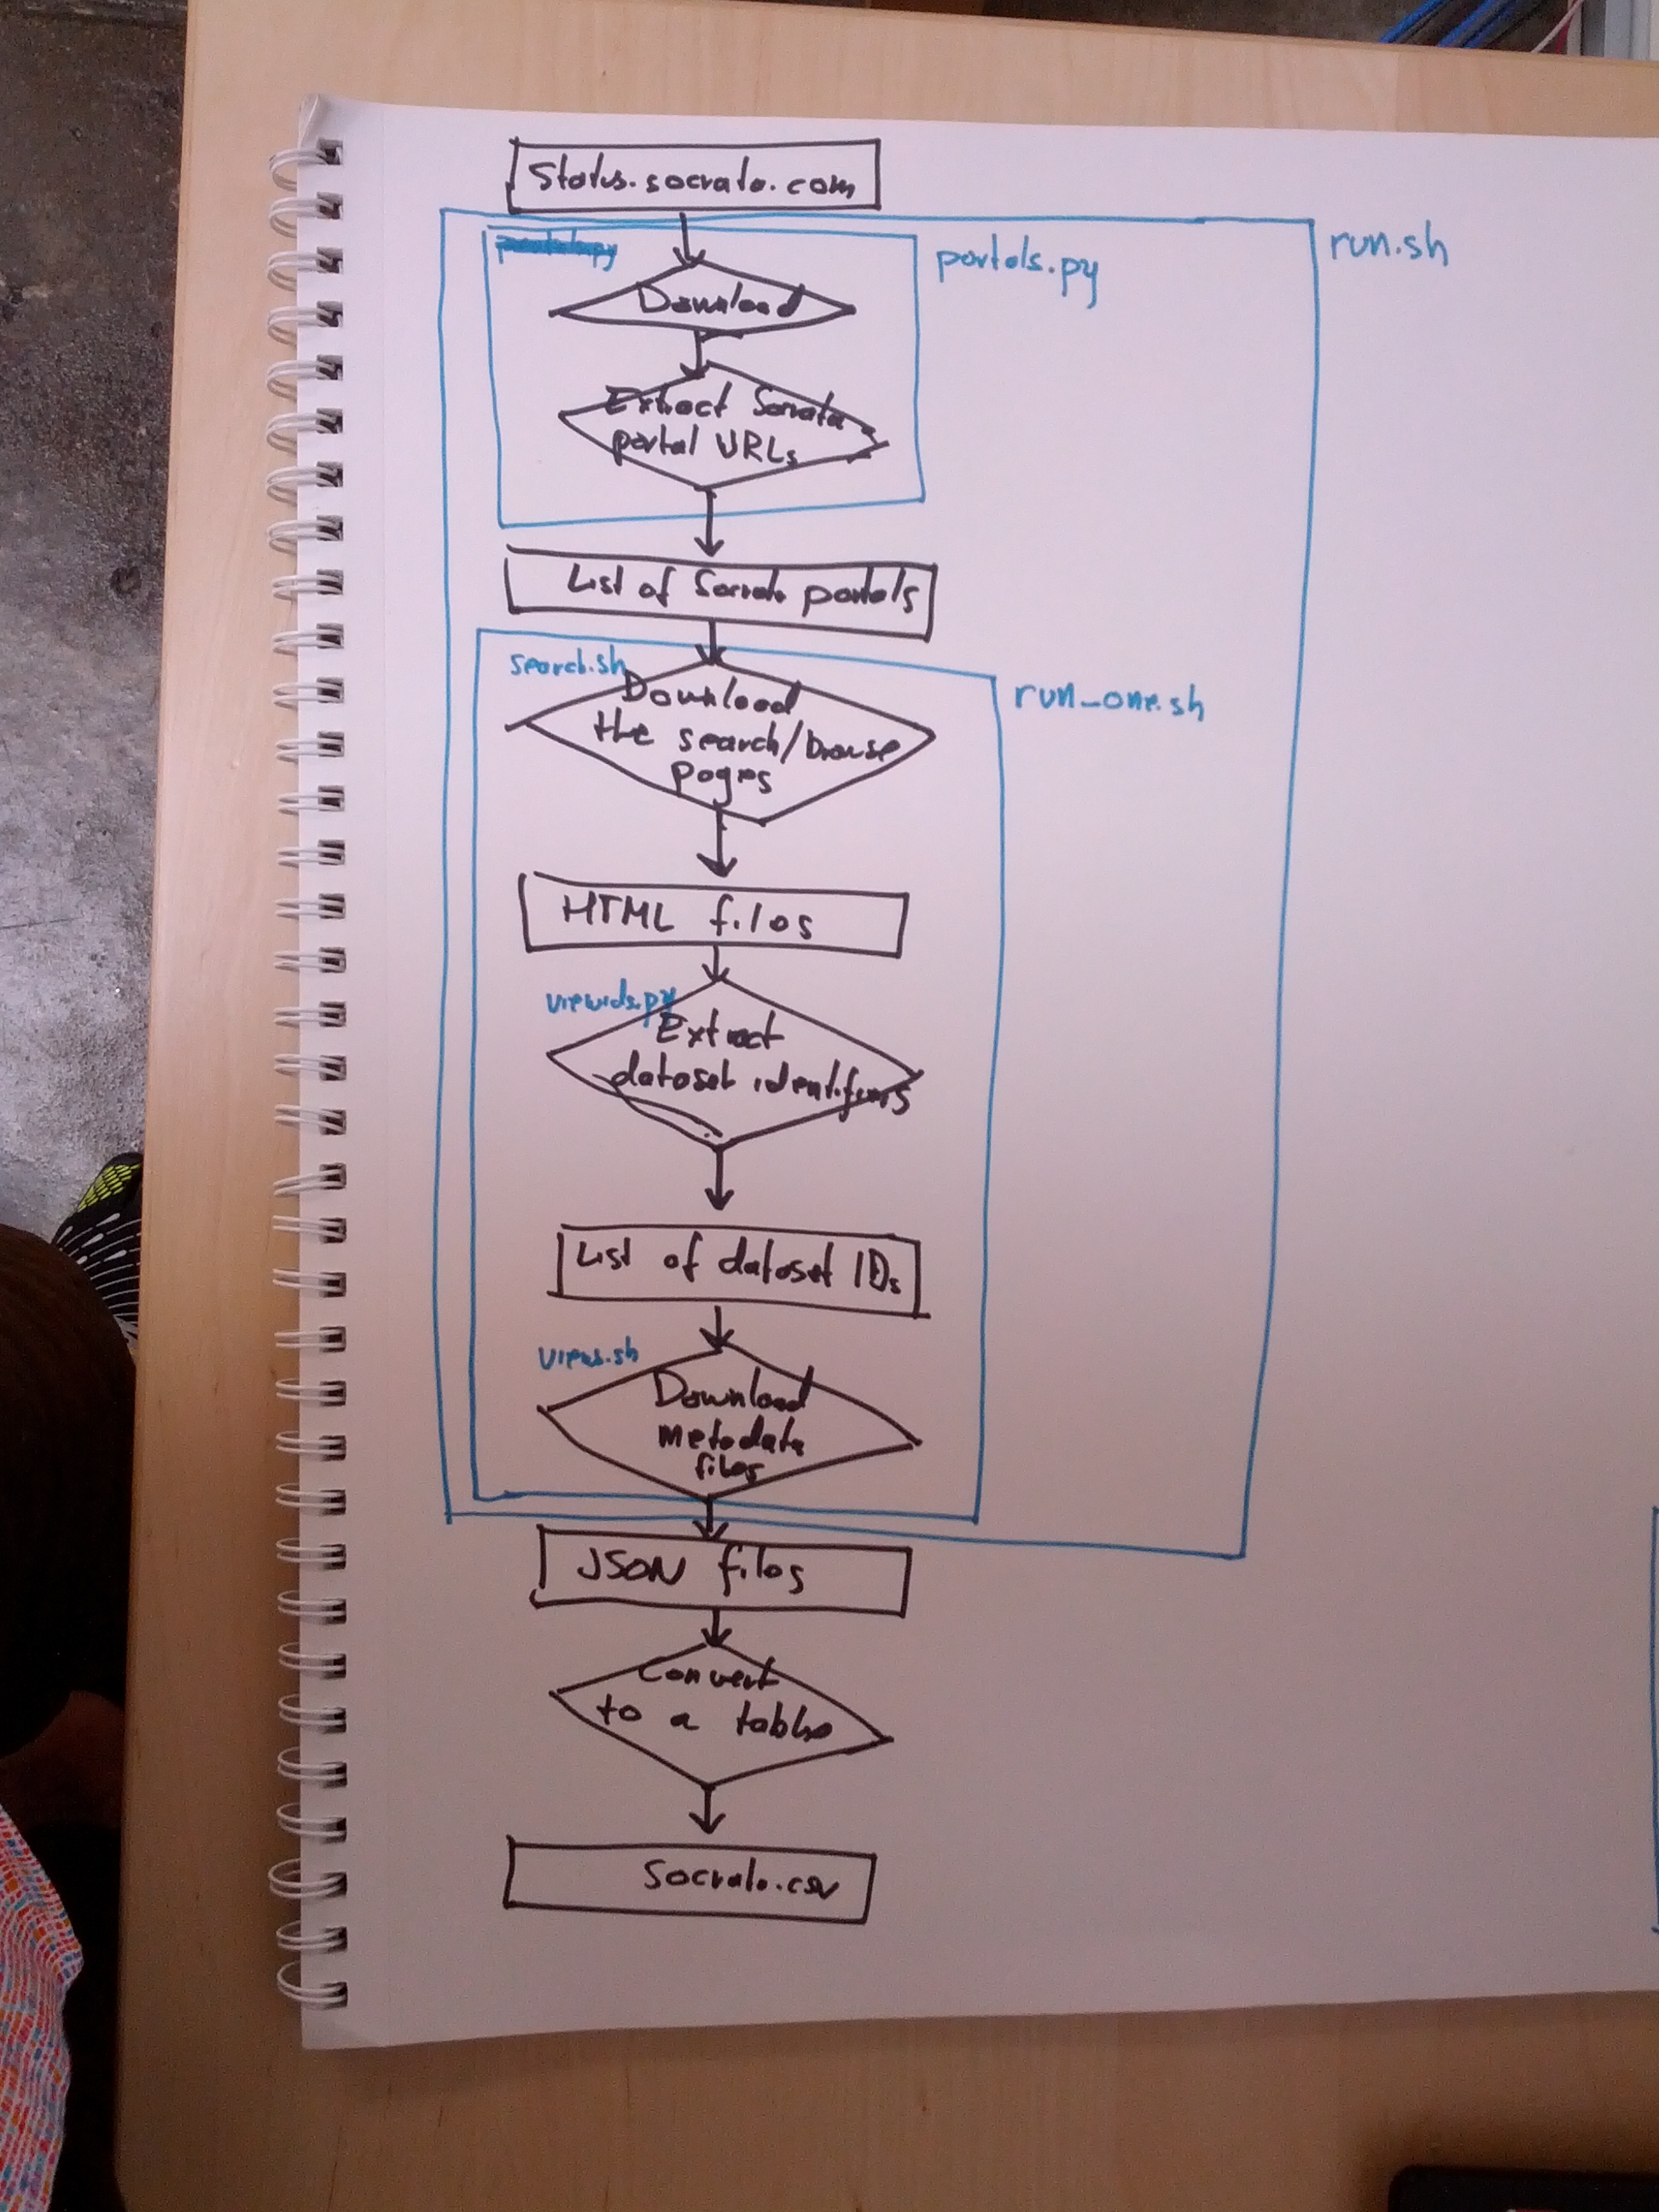 Status.socrata.com
run.sh
portals.py
Download
Extract Socrata
portal URLs
List of Socrata portals
search.sh
run_one.sh
Download
the search/browse
pages
HTML files
viewids.py
Extract
dataset identifiers
List of dataset IDs
views.sh
Download
metadata
files
JSON files
Convert
to a table
Socrata.csv